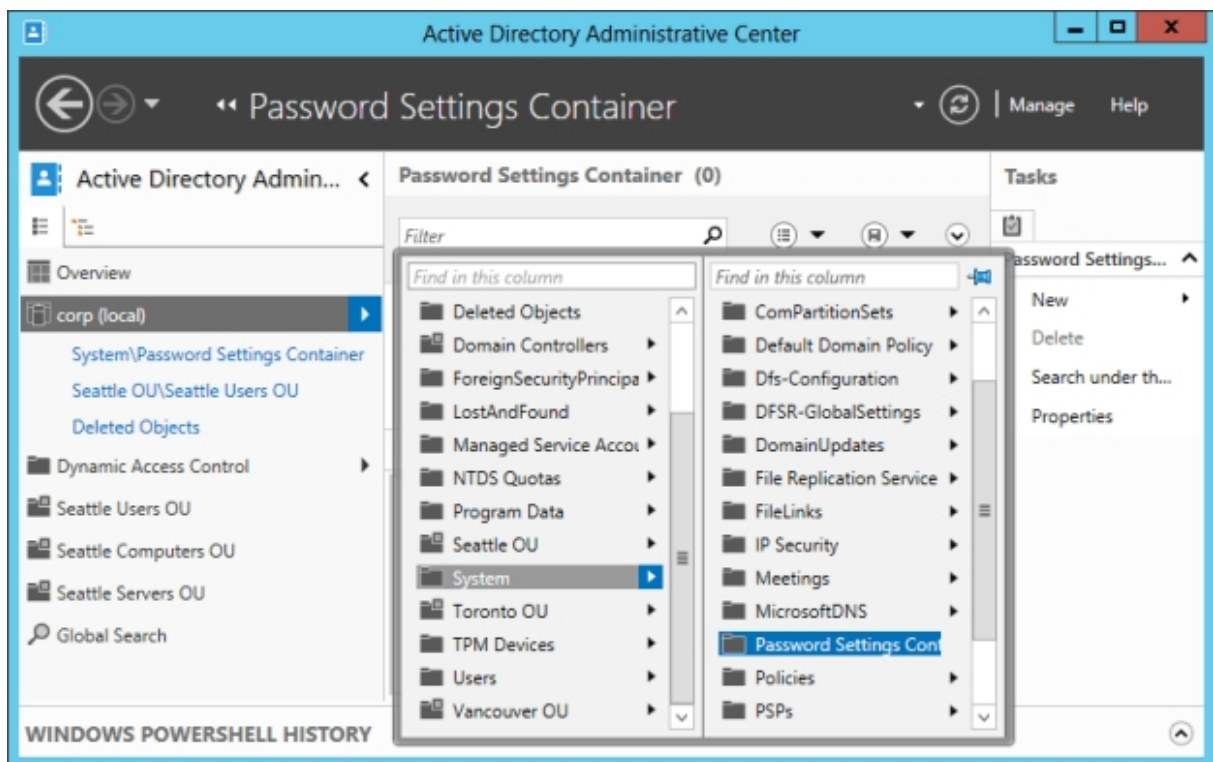 Active Directory Administrative Center
Password Settings Container
Manage Help
Active Directory Admin...
Overview
corp (local)
System\Password Settings Container
Seattle OU\Seattle Users OU
Deleted Objects
Dynamic Access Control
Seattle Users OU
Seattle Computers OU
Seattle Servers OU
Global Search
Password Settings Container (0)
Filter
Find in this column
Deleted Objects
Domain Controllers
ForeignSecurityPrincipa
LostAndFound
Managed Service Accou
NTDS Quotas
Program Data
Seattle OU
System
Toronto OU
TPM Devices
Users
Vancouver OU
Find in this column
ComPartitionSets
Default Domain Policy
Dfs-Configuration
DFSR-GlobalSettings
DomainUpdates
File Replication Service
FileLinks
IP Security
Meetings
MicrosoftDNS
Password Settings Cont
Policies
PSPs
Tasks
assword Settings...
New
Delete
Search under th...
Properties
WINDOWS POWERSHELL HISTORY